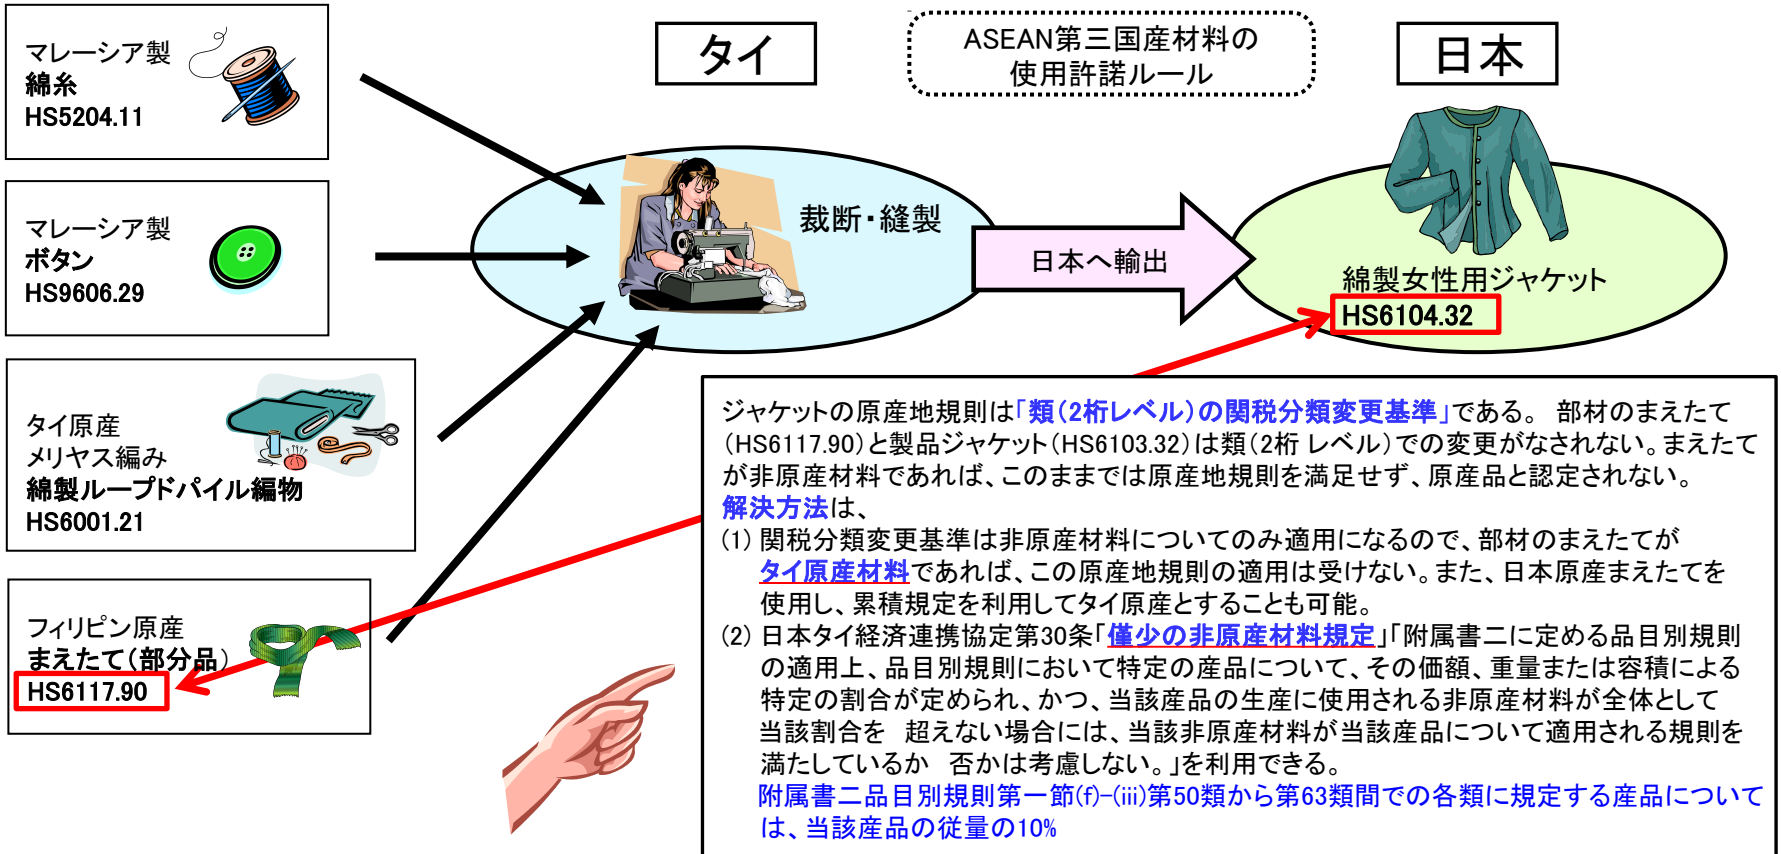 マレーシア製
綿糸
HS5204.11
マレーシア製
ボタン
HS9606.29
タイ原産
メリヤス編み
綿製ループドパイル編物
HS6001.21
フィリピン原産
まえたて(部分品)
HS6117.90
タイ
裁断・縫製
ASEAN第三国産材料の
使用許諾ルール
日本へ輸出
日本
綿製女性用ジャケット
HS6104.32
ジャケットの原産地規則は「類(2桁レベル)の関税分類変更基準」である。 部材のまえたて
(HS6117.90)と製品ジャケット(HS6103.32)は類(2桁 レベル)での変更がなされない。まえたて
が非原産材料であれば、このままでは原産地規則を満足せず、原産品と認定されない。
解決方法は、
(1) 関税分類変更基準は非原産材料についてのみ適用になるので、部材のまえたてが
タイ原産材料であれば、この原産地規則の適用は受けない。また、日本原産まえたてを
使用し、累積規定を利用してタイ原産とすることも可能。
(2) 日本タイ経済連携協定第30条「僅少の非原産材料規定」「附属書二に定める品目別規則
の適用上、品目別規則において特定の産品について、その価額、重量または容積による
特定の割合が定められ、かつ、当該産品の生産に使用される非原産材料が全体として
当該割合を 超えない場合には、当該非原産材料が当該産品について適用される規則を
満たしているか 否かは考慮しない。」を利用できる。
附属書二品目別規則第一節(f)-(iii)第50類から第63類間での各類に規定する産品について
は、当該産品の従量の10%